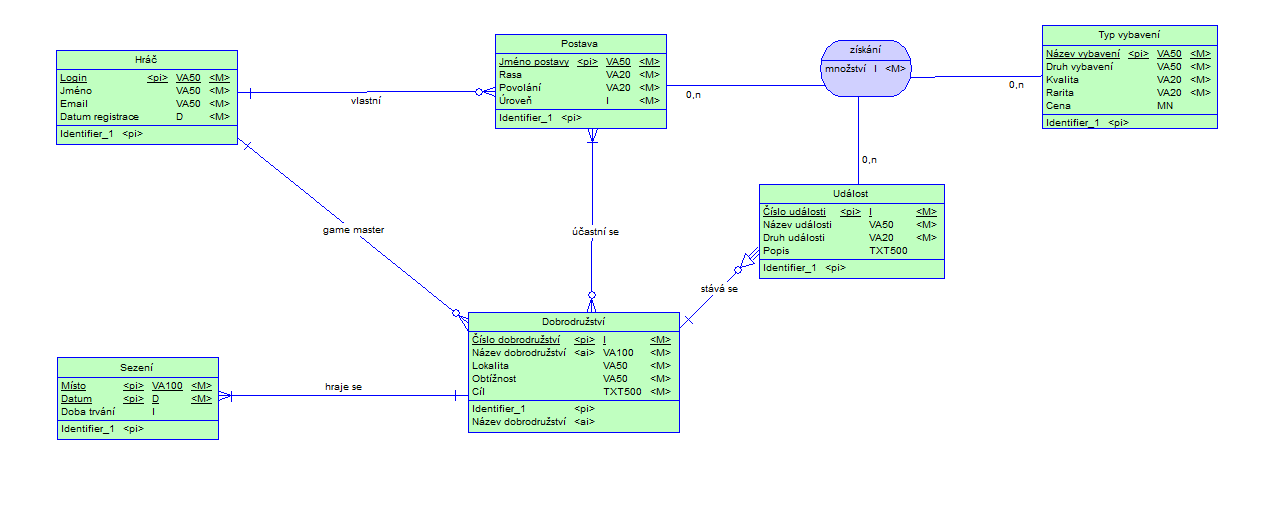 Hráč
Login <pi> VA50 <M>
Jméno VA50 <M>
Email VA50 <M>
Datum registrace D <M>
Identifier_1 <pi>
vlastní
Postava
Jméno postavy <pi> VA50 <M>
Rasa VA20 <M>
Povolání VA20 <M>
Úroveň I <M>
Identifier_1 <pi>
0,n
získání
množství I <M>
0,n
Typ vybavení
Název vybavení <pi> VA50 <M>
Druh vybavení VA50 <M>
Kvalita VA20 <M>
Rarita VA20 <M>
Cena MN
Identifier_1 <pi>
0,n
game master
účastní se
Událost
Číslo události <pi> I <M>
Název události VA50 <M>
Druh události VA20 <M>
Popis TXT500
Identifier_1 <pi>
stává se
Dobrodružství
Číslo dobrodružství <pi> I <M>
Název dobrodružství <ai> VA100 <M>
Lokalita VA50 <M>
Obtížnost VA50 <M>
Cíl TXT500 <M>
Identifier_1 <pi>
Název dobrodružství <ai>
hraje se
Sezení
Místo <pi> VA100 <M>
Datum <pi> D <M>
Doba trvání I
Identifier_1 <pi>